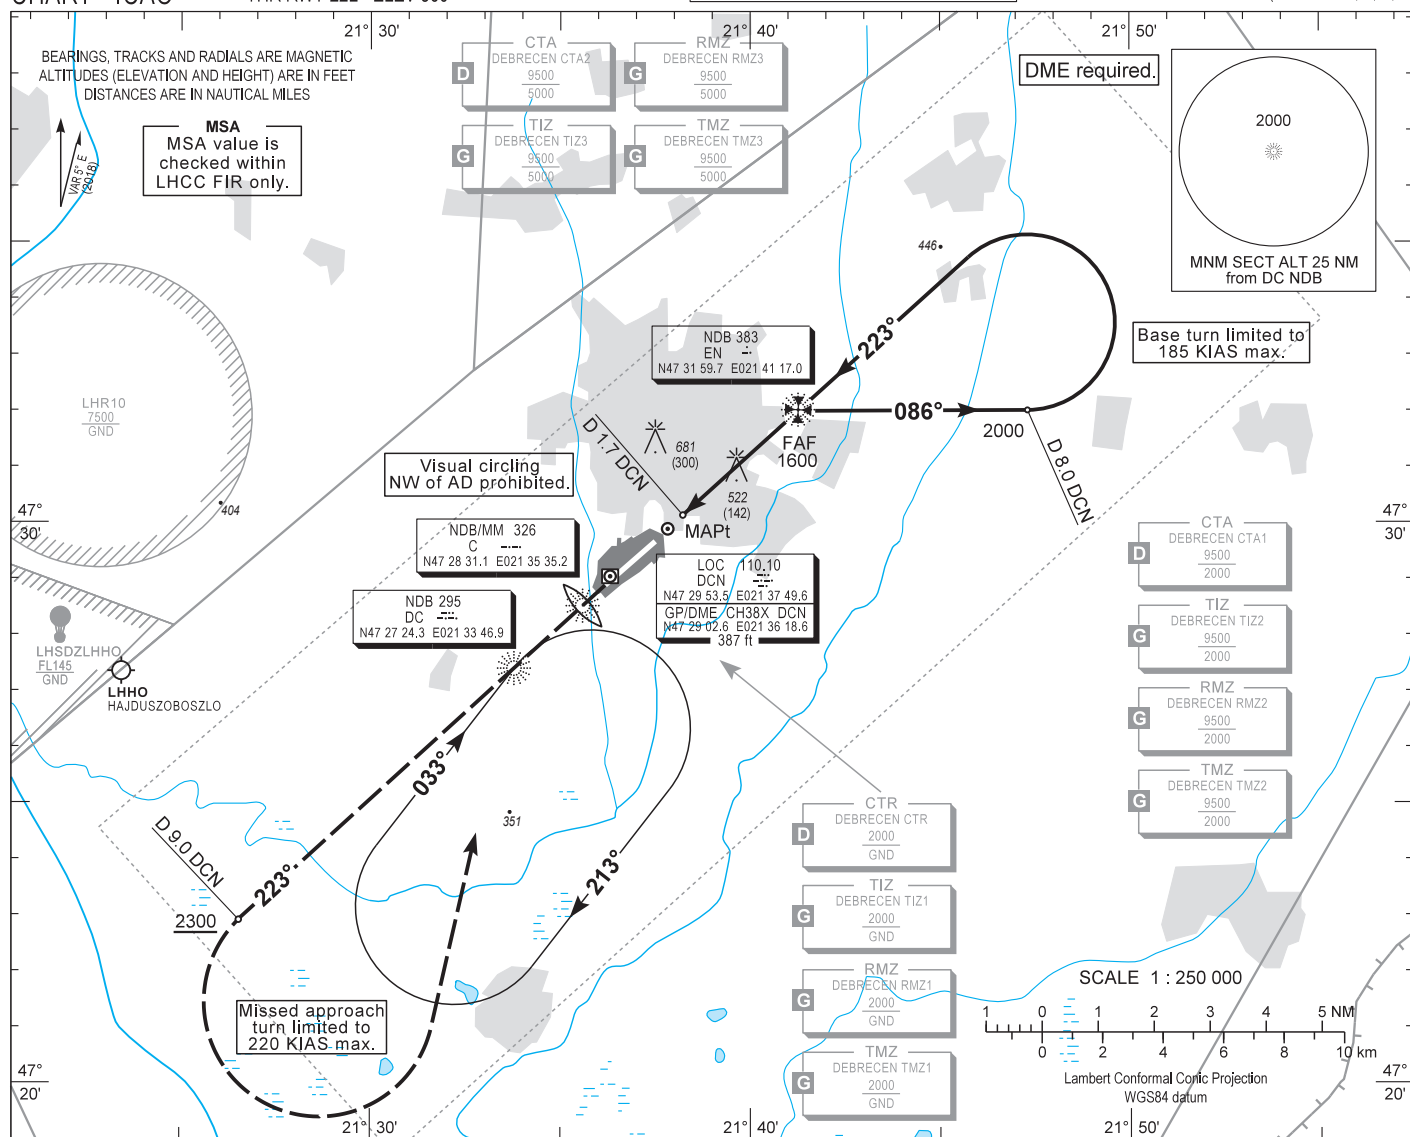 21° 30'
21° 40'
21° 50'
BEARINGS, TRACKS AND RADIALS ARE MAGNETIC
ALTITUDES (ELEVATION AND HEIGHT) ARE IN FEET
DISTANCES ARE IN NAUTICAL MILES
VAR 5° E
(2018)
MSA
MSA value is
checked within
LHCC FIR only.
CTA
DEBRECEN CTA2
D
9500
5000
RMZ
DEBRECEN RMZ3
G
9500
5000
TIZ
DEBRECEN TIZ3
G
9500
5000
TMZ
DEBRECEN TMZ3
G
9500
5000
DME required.
2000
MNM SECT ALT 25 NM
from DC NDB
446
Base turn limited to
185 KIAS max.
NDB 383
EN
N47 31 59.7 E021 41 17.0
223°
086°
2000
D 8.0 DCN
FAF
1600
LHR10
7500
GND
404
D 1.7 DCN
681
(300)
522
(142)
Visual circling
NW of AD prohibited.
MAPt
47°
30'
47°
30'
NDB/MM 326
C
N47 28 31.1 E021 35 35.2
LOC 110.10
DCN
N47 29 53.5 E021 37 49.6
GP/DME CH38X DCN
N47 29 02.6 E021 36 18.6
387 ft
NDB 295
DC
N47 27 24.3 E021 33 46.9
LHSDZLHHO
FL145
GND
LHHO
HAJDUSZOBOSZLO
CTA
DEBRECEN CTA1
D
9500
2000
TIZ
DEBRECEN TIZ2
G
9500
2000
RMZ
DEBRECEN RMZ2
G
9500
2000
TMZ
DEBRECEN TMZ2
G
9500
2000
033°
351
213°
D 9.0 DCN
223°
2300
CTR
DEBRECEN CTR
D
2000
GND
TIZ
DEBRECEN TIZ1
G
2000
GND
RMZ
DEBRECEN RMZ1
G
2000
GND
TMZ
DEBRECEN TMZ1
G
2000
GND
Missed approach
turn limited to
220 KIAS max.
SCALE 1 : 250 000
1 0 1 2 3 4 5 NM
0 2 4 6 8 10 km
Lambert Conformal Conic Projection
WGS84 datum
47°
20'
47°
20'
21° 30'
21° 40'
21° 50'